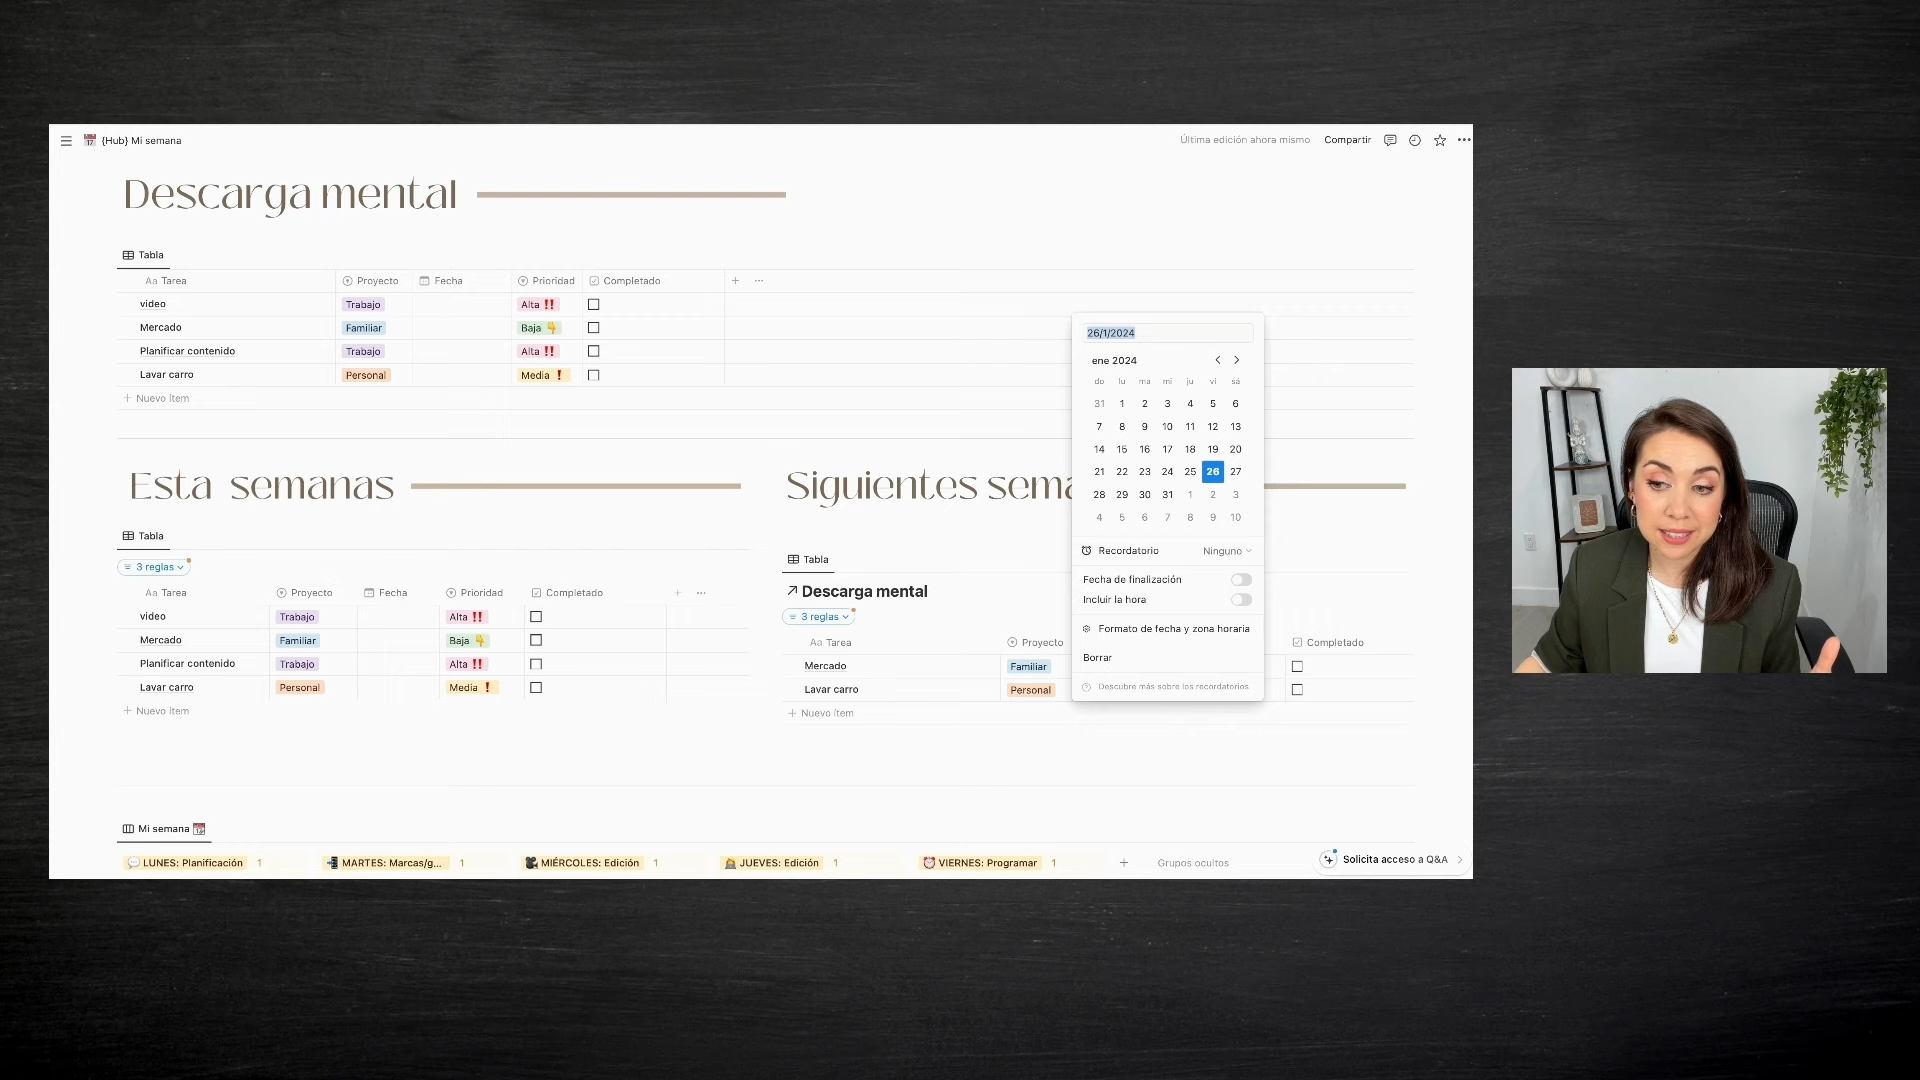 {Hub} Mi semana
Última edición ahora mismo Compartir
Descarga mental
Tabla
Aa Tarea Proyecto Fecha Prioridad Completado
video Trabajo Alta ‼️
Mercado Familiar Baja 👇
Planificar contenido Trabajo Alta ‼️
Lavar carro Personal Media ❗
+ Nuevo ítem
Esta semanas
Tabla
3 reglas
Aa Tarea Proyecto Fecha Prioridad Completado
video Trabajo Alta ‼️
Mercado Familiar Baja 👇
Planificar contenido Trabajo Alta ‼️
Lavar carro Personal Media ❗
+ Nuevo ítem
Siguientes sema
Tabla
Descarga mental
3 reglas
Aa Tarea Proyecto Completado
Mercado Familiar
Lavar carro Personal
+ Nuevo ítem
26/1/2024
ene 2024
do lu ma mi ju vi sá
31 1 2 3 4 5 6
7 8 9 10 11 12 13
14 15 16 17 18 19 20
21 22 23 24 25 26 27
28 29 30 31 1 2 3
4 5 6 7 8 9 10
Recordatorio Ninguno
Fecha de finalización
Incluir la hora
Formato de fecha y zona horaria
Borrar
Descubre más sobre los recordatorios
Mi semana
LUNES: Planificación 1 MARTES: Marcas/g... 1 MIÉRCOLES: Edición 1 JUEVES: Edición 1 VIERNES: Programar 1 + Grupos ocultos
Solicita acceso a Q&A